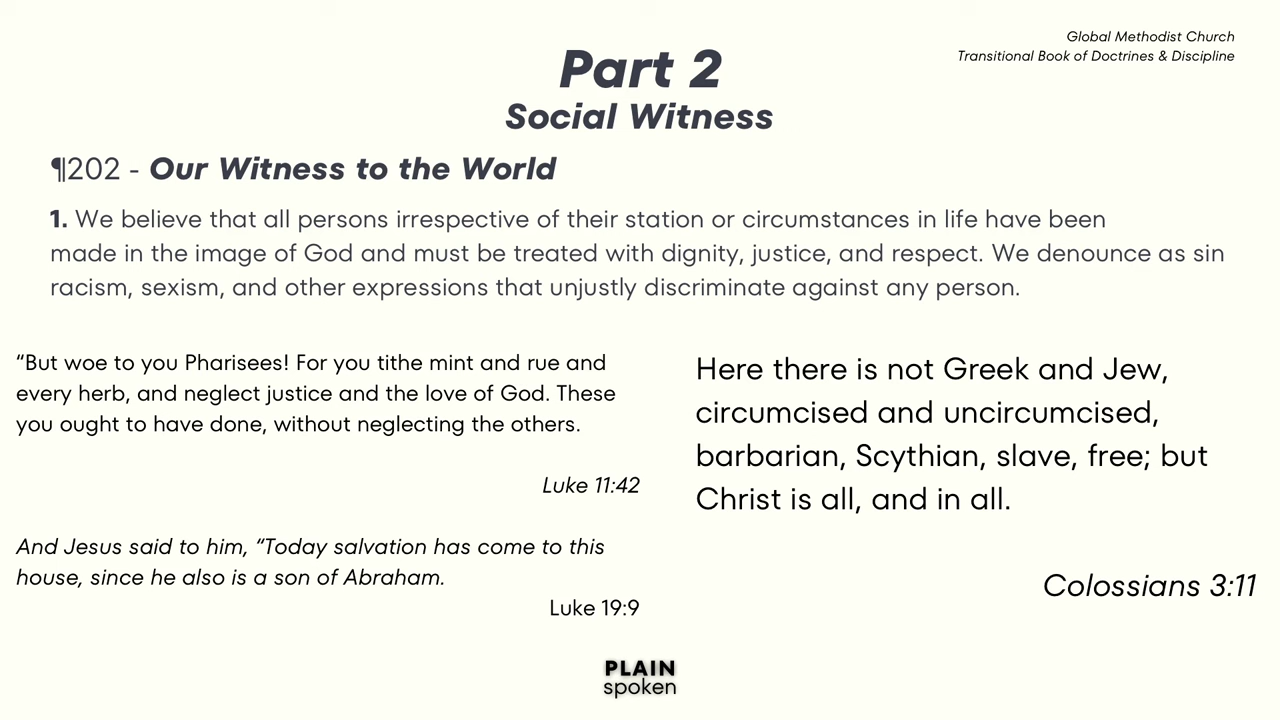 Global Methodist Church
Transitional Book of Doctrines & Discipline
Part 2
Social Witness
¶202 - Our Witness to the World
1. We believe that all persons irrespective of their station or circumstances in life have been
made in the image of God and must be treated with dignity, justice, and respect. We denounce as sin
racism, sexism, and other expressions that unjustly discriminate against any person.
“But woe to you Pharisees! For you tithe mint and rue and
every herb, and neglect justice and the love of God. These
you ought to have done, without neglecting the others.
Luke 11:42
And Jesus said to him, “Today salvation has come to this
house, since he also is a son of Abraham.
Luke 19:9
Here there is not Greek and Jew,
circumcised and uncircumcised,
barbarian, Scythian, slave, free; but
Christ is all, and in all.
Colossians 3:11
PLAIN
spoken